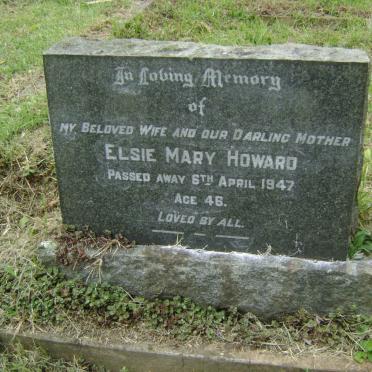 In Loving Memory
of
My Beloved Wife and our Darling Mother
Elsie Mary Howard
Passed away 6th April 1947
Age 46.
Loved by all.